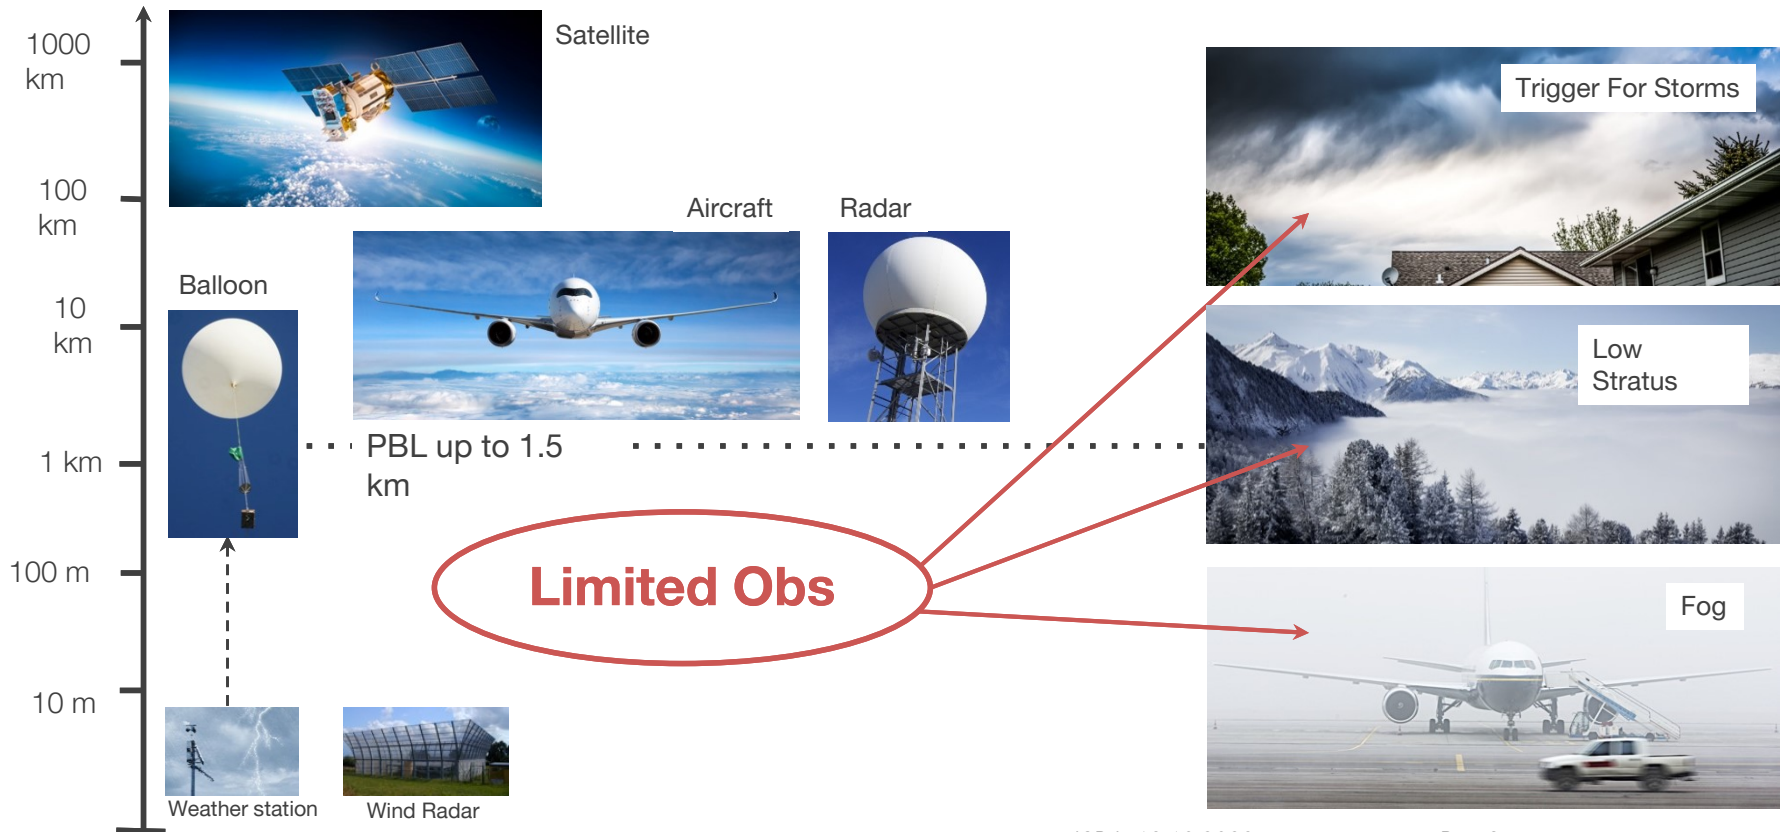 1000
km
Satellite
Trigger For Storms
100
km
Aircraft
Radar
Balloon
10
km
Low
Stratus
PBL up to 1.5
km
1 km
100 m
Limited Obs
Fog
10 m
Weather station
Wind Radar